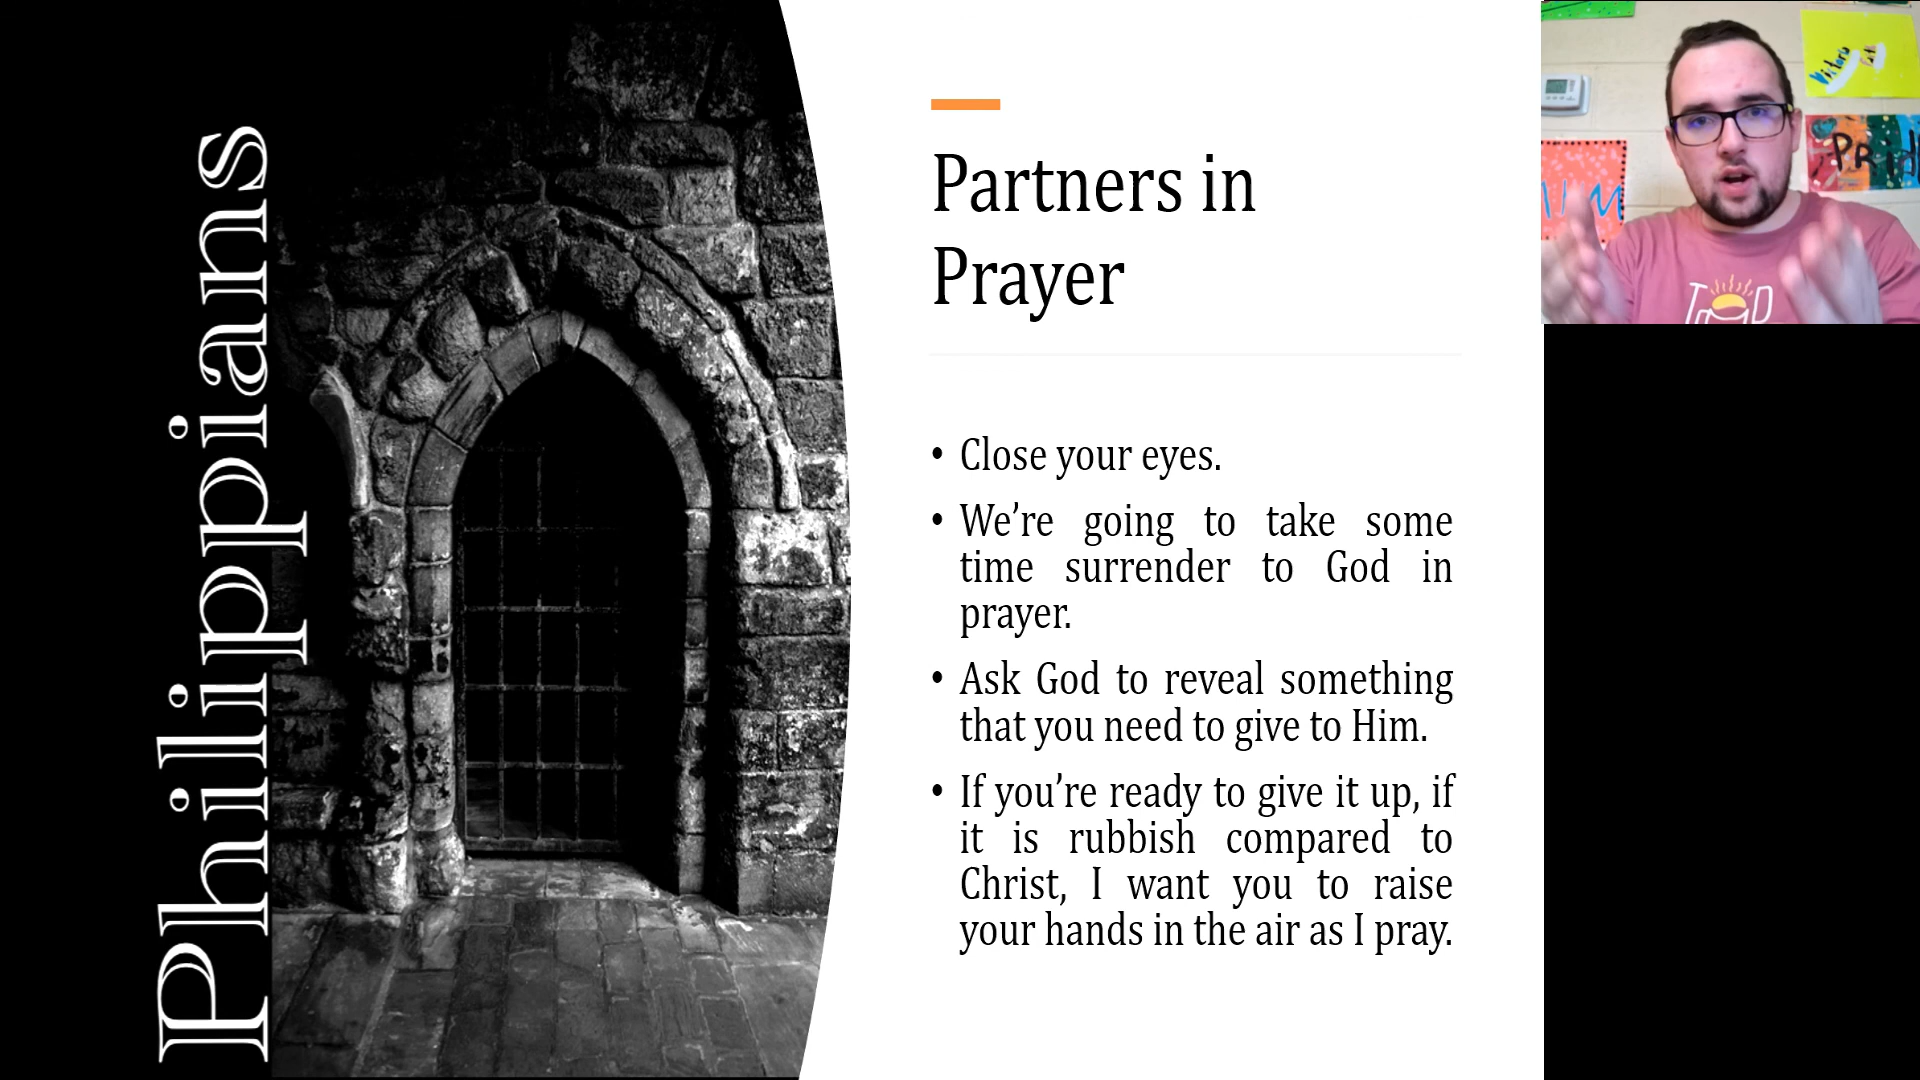 Philippians
Partners in
Prayer
• Close your eyes.
• We’re going to take some
time surrender to God in
prayer.
• Ask God to reveal something
that you need to give to Him.
• If you’re ready to give it up, if
it is rubbish compared to
Christ, I want you to raise
your hands in the air as I pray.